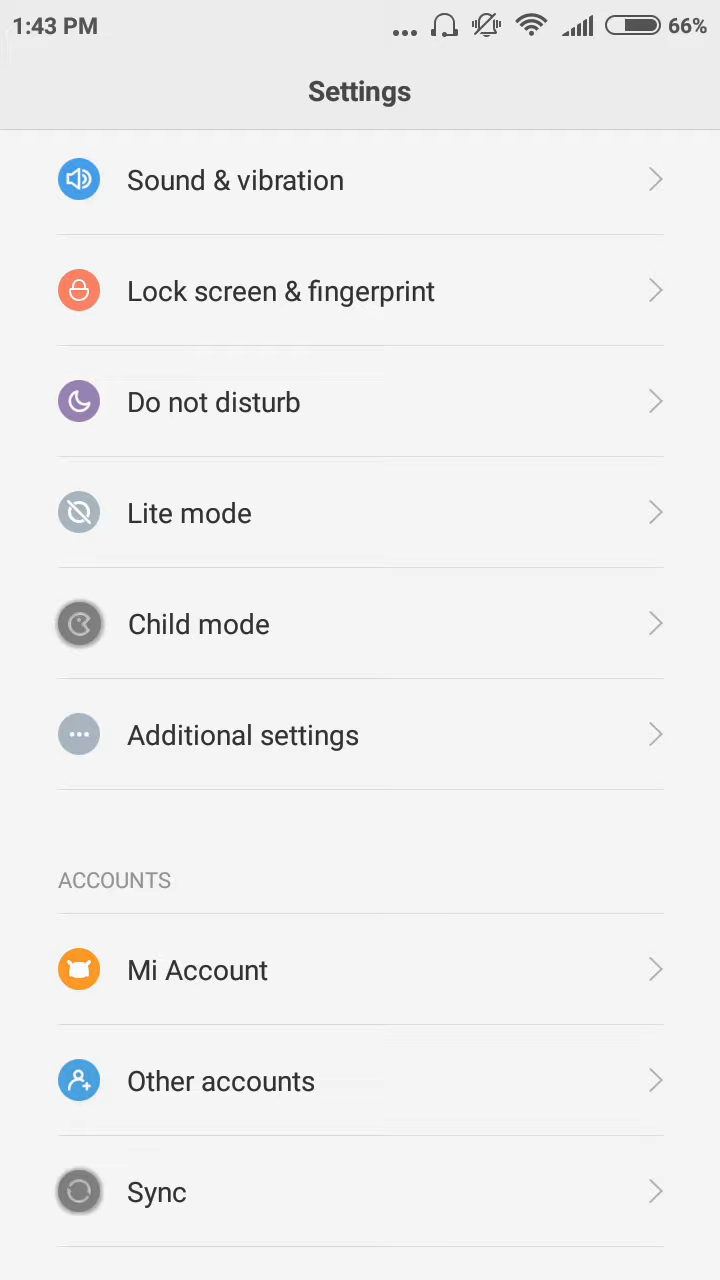 1:43 PM
66%
Settings
Sound & vibration
Lock screen & fingerprint
Do not disturb
Lite mode
Child mode
Additional settings
ACCOUNTS
Mi Account
Other accounts
Sync